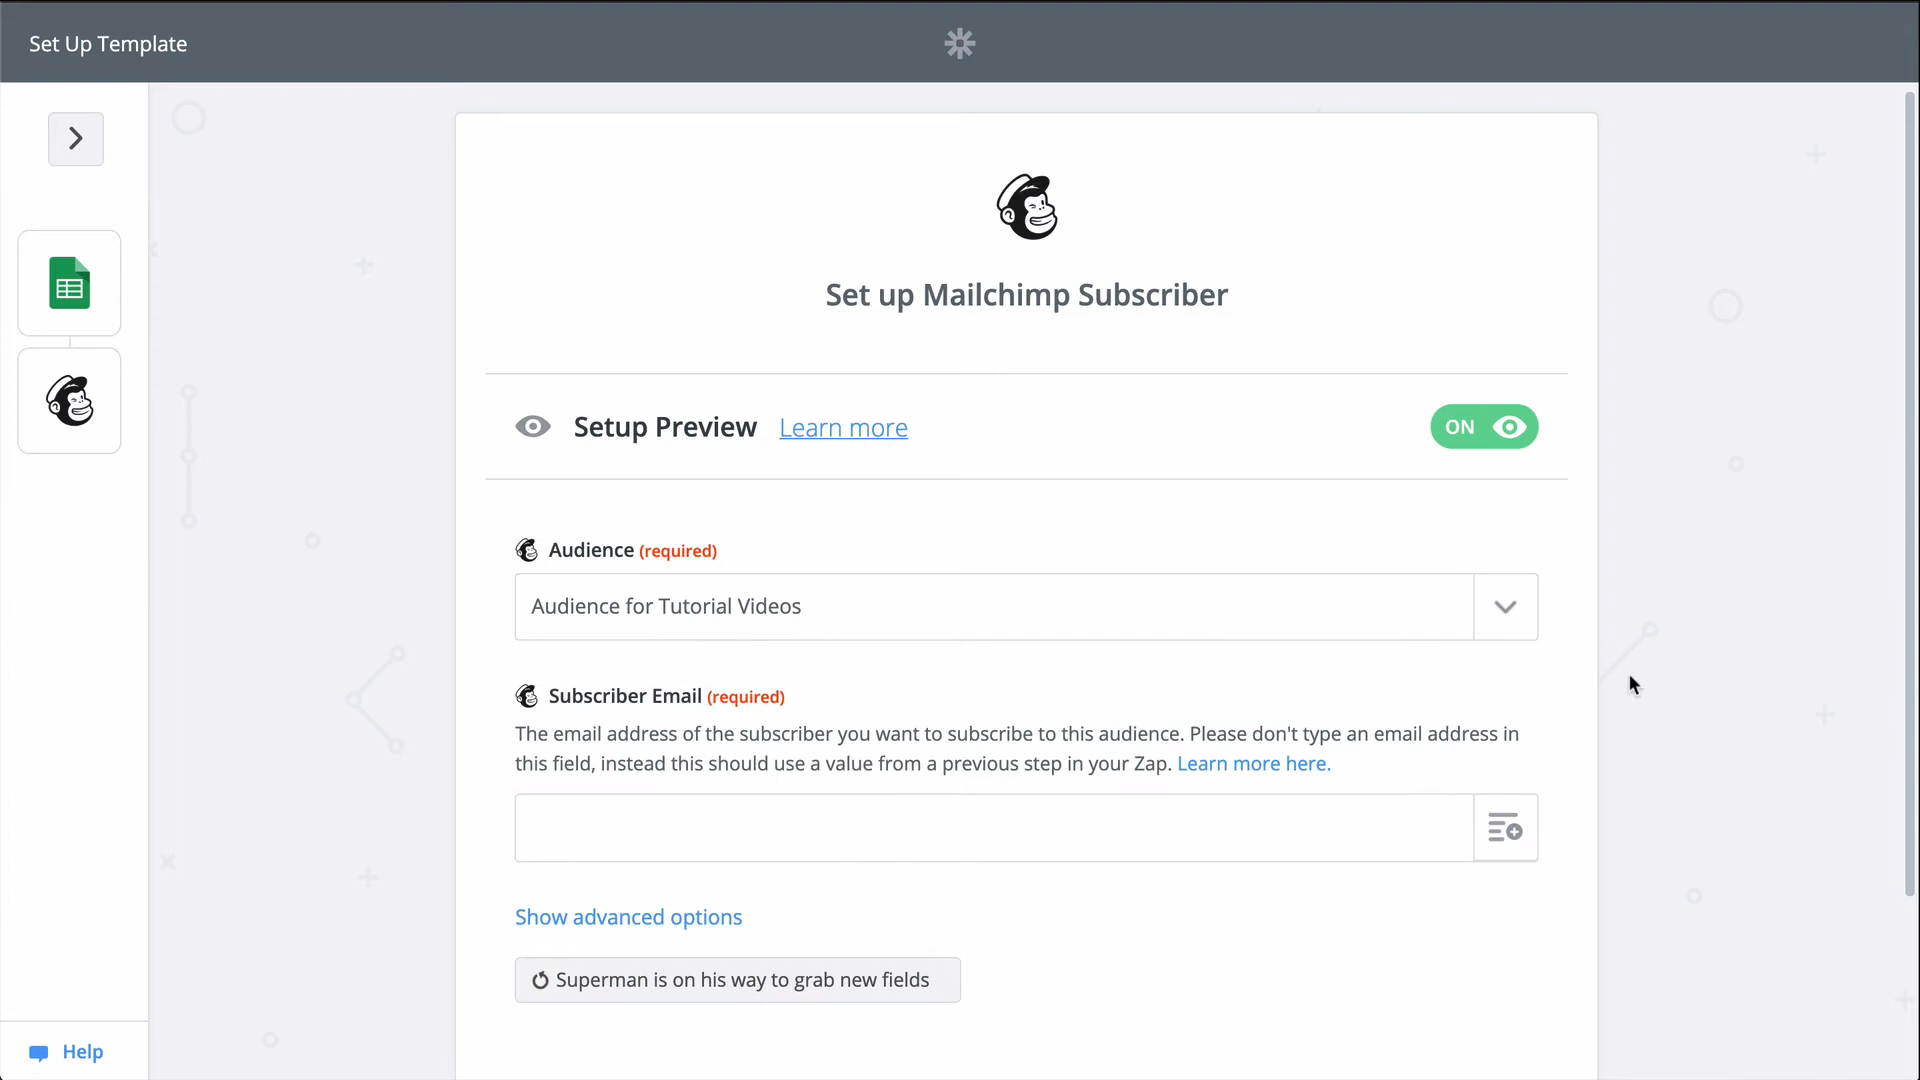 Set Up Template
Set up Mailchimp Subscriber
Setup Preview Learn more
ON
Audience (required)
Audience for Tutorial Videos
Subscriber Email (required)
The email address of the subscriber you want to subscribe to this audience. Please don't type an email address in
this field, instead this should use a value from a previous step in your Zap. Learn more here.
Show advanced options
Superman is on his way to grab new fields
Help